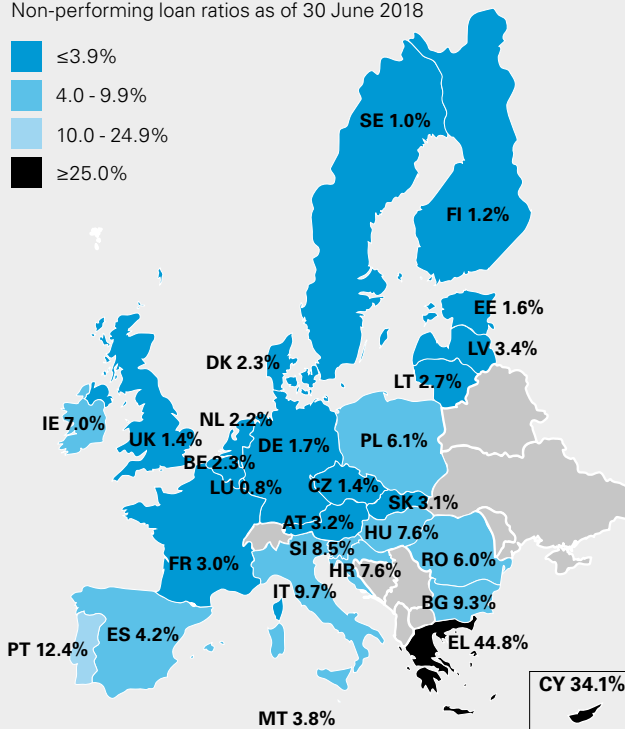 Non-performing loan ratios as of 30 June 2018
≤3.9%
4.0 - 9.9%
10.0 - 24.9%
≥25.0%
SE 1.0%
FI 1.2%
EE 1.6%
LV 3.4%
DK 2.3%
LT 2.7%
IE 7.0%
NL 2.2%
UK 1.4%
DE 1.7%
PL 6.1%
BE 2.3%
LU 0.8%
CZ 1.4%
SK 3.1%
AT 3.2%
HU 7.6%
SI 8.5%
FR 3.0%
HR 7.6%
RO 6.0%
IT 9.7%
BG 9.3%
ES 4.2%
PT 12.4%
EL 44.8%
CY 34.1%
MT 3.8%